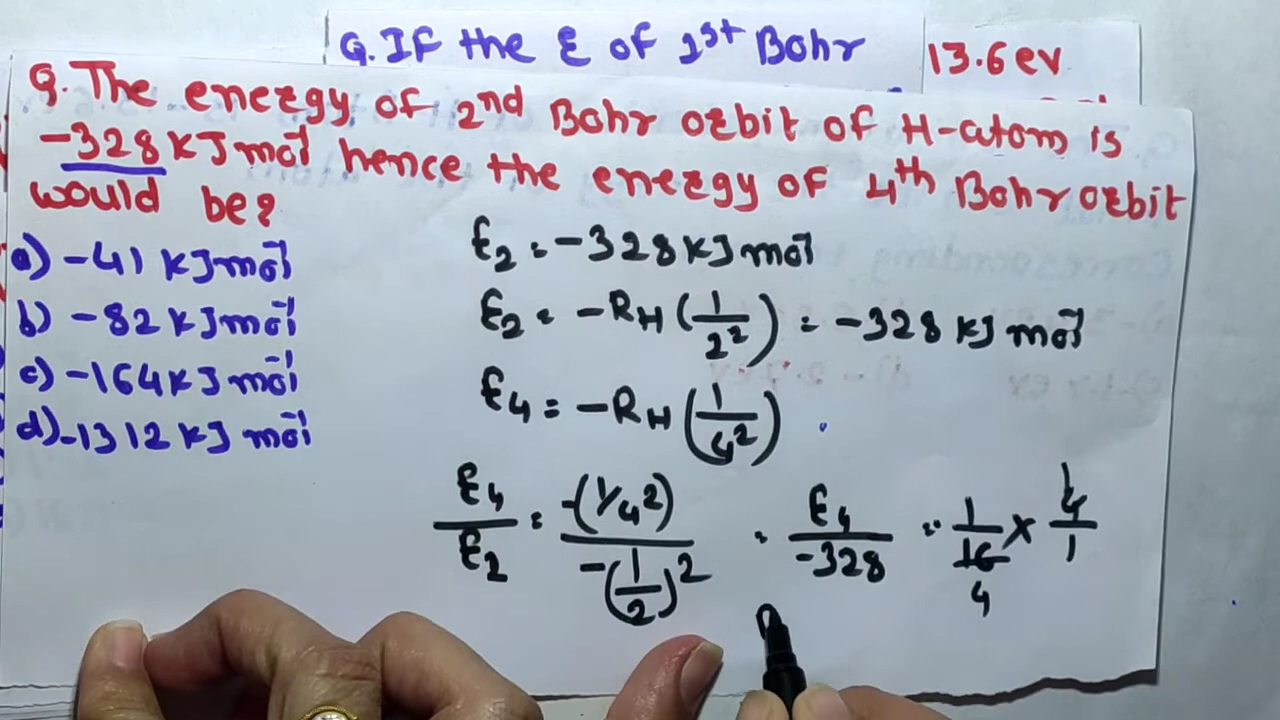 Q. IF the E of 1st Bohr
13.6 ev
Q. The energy of 2nd Bohr orbit of H-atom is
-328 KJ mol⁻¹ hence the energy of 4th Bohr orbit
would be?
a) -41 KJ mol⁻¹
b) -82 KJ mol⁻¹
c) -164 KJ mol⁻¹
d) -1312 KJ mol⁻¹
E₂ = -328 KJ mol⁻¹
E₂ = -RH (1/2²) = -328 KJ mol⁻¹
E₄ = -RH (1/4²)
E₄/E₂ = -(1/4²)/-(1/2)² = E₄/-328 = 1/16 × 4/1
1
4